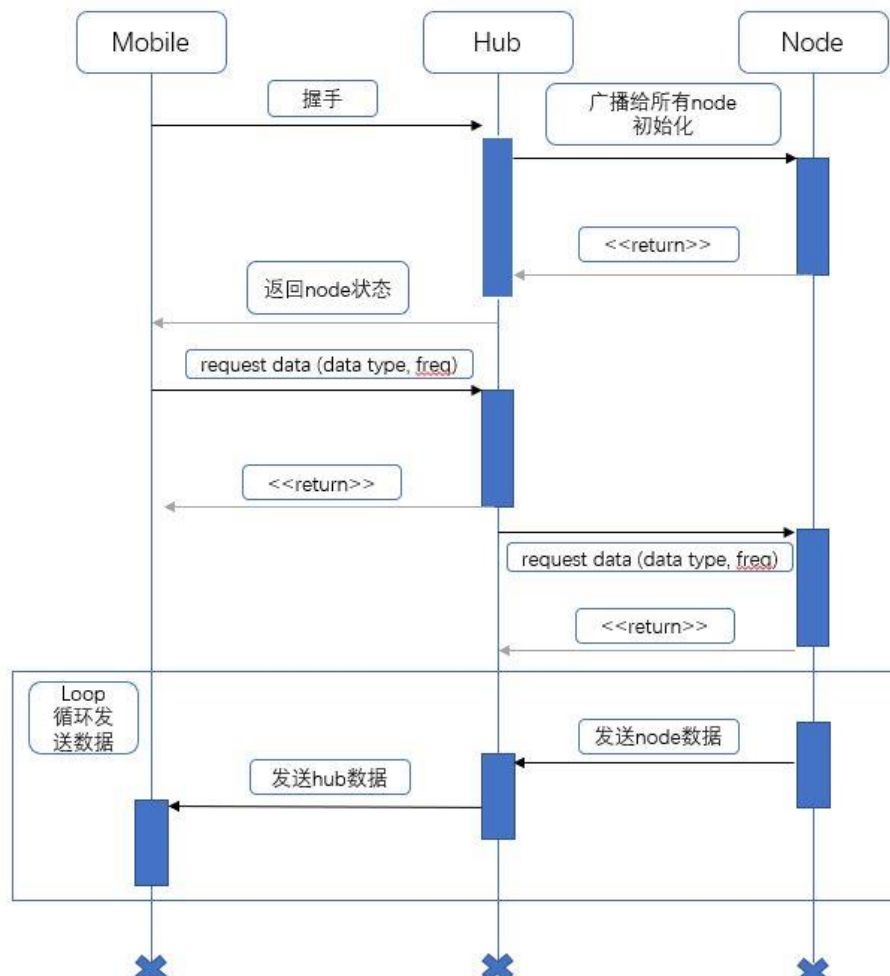 Mobile
Hub
Node
握手
广播给所有node
初始化
<<return>>
返回node状态
request data (data type, freq)
<<return>>
request data (data type, freq)
<<return>>
Loop
循环发
送数据
发送node数据
发送hub数据